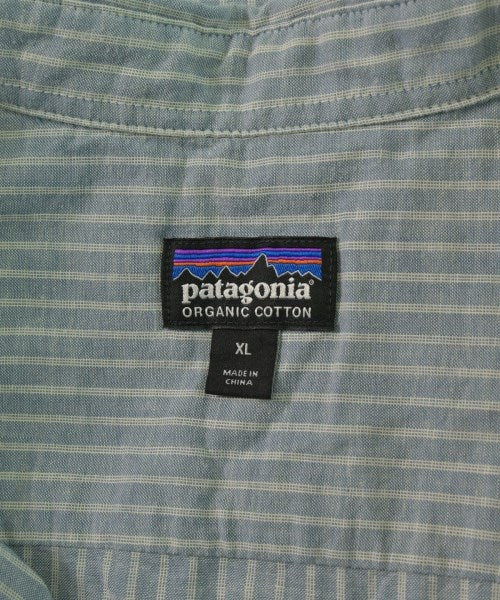 patagonia®
ORGANIC COTTON
XL
MADE IN
CHINA